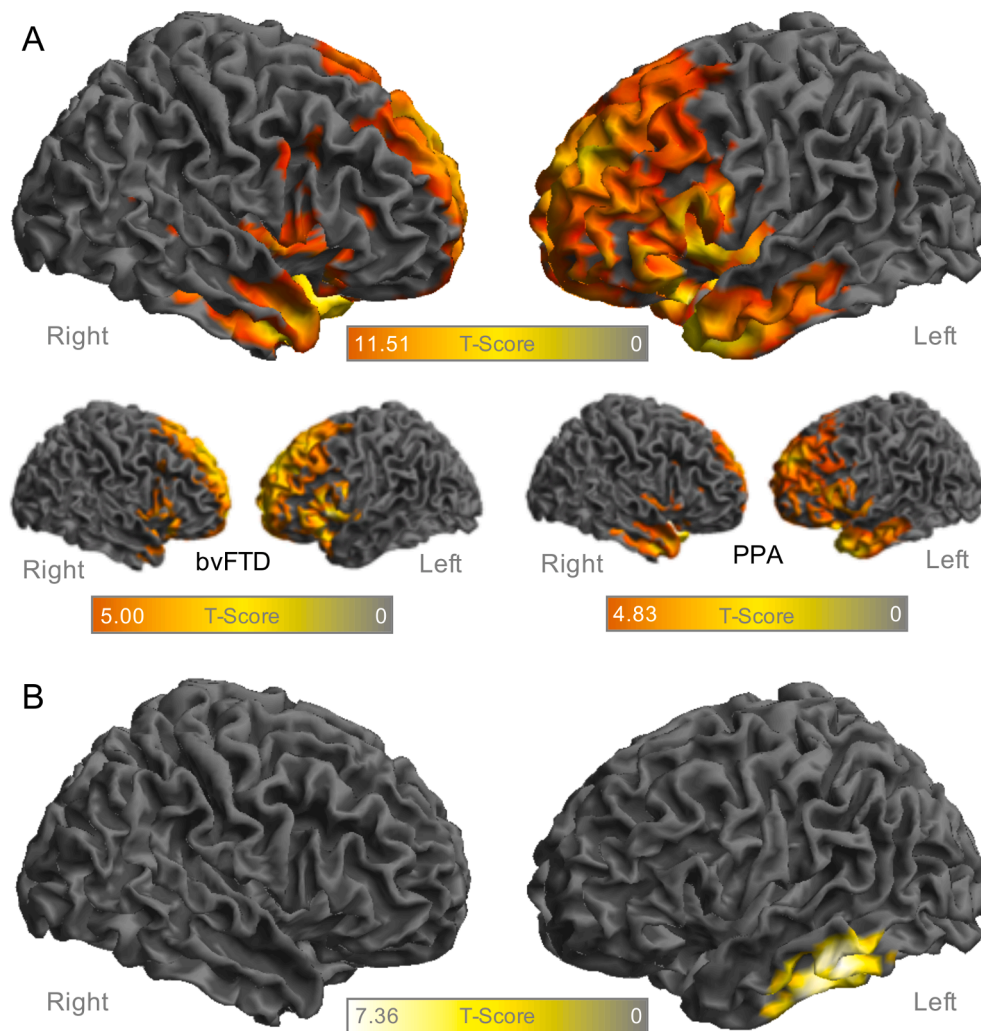 A
Right
Left
11.51 T-Score 0
Right bvFTD Left
Right PPA Left
5.00 T-Score 0
4.83 T-Score 0
B
Right
Left
7.36 T-Score 0